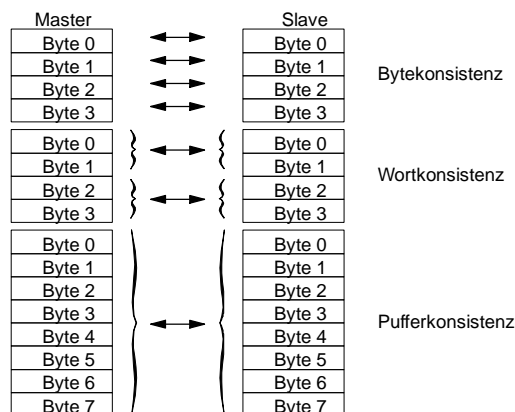 Master Slave
Byte 0 Byte 0
Byte 1 Byte 1 Bytekonsistenz
Byte 2 Byte 2
Byte 3 Byte 3
Byte 0 Byte 0
Byte 1 Byte 1 Wortkonsistenz
Byte 2 Byte 2
Byte 3 Byte 3
Byte 0 Byte 0
Byte 1 Byte 1
Byte 2 Byte 2
Byte 3 Byte 3 Pufferkonsistenz
Byte 4 Byte 4
Byte 5 Byte 5
Byte 6 Byte 6
Byte 7 Byte 7